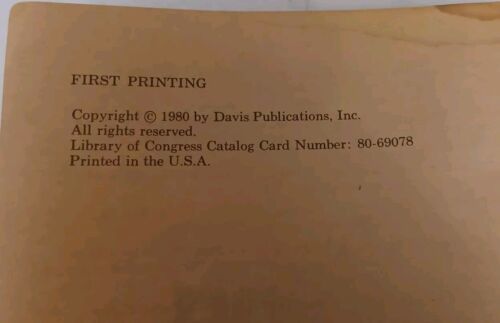 FIRST PRINTING
Copyright © 1980 by Davis Publications, Inc.
All rights reserved.
Library of Congress Catalog Card Number: 80-69078
Printed in the U.S.A.